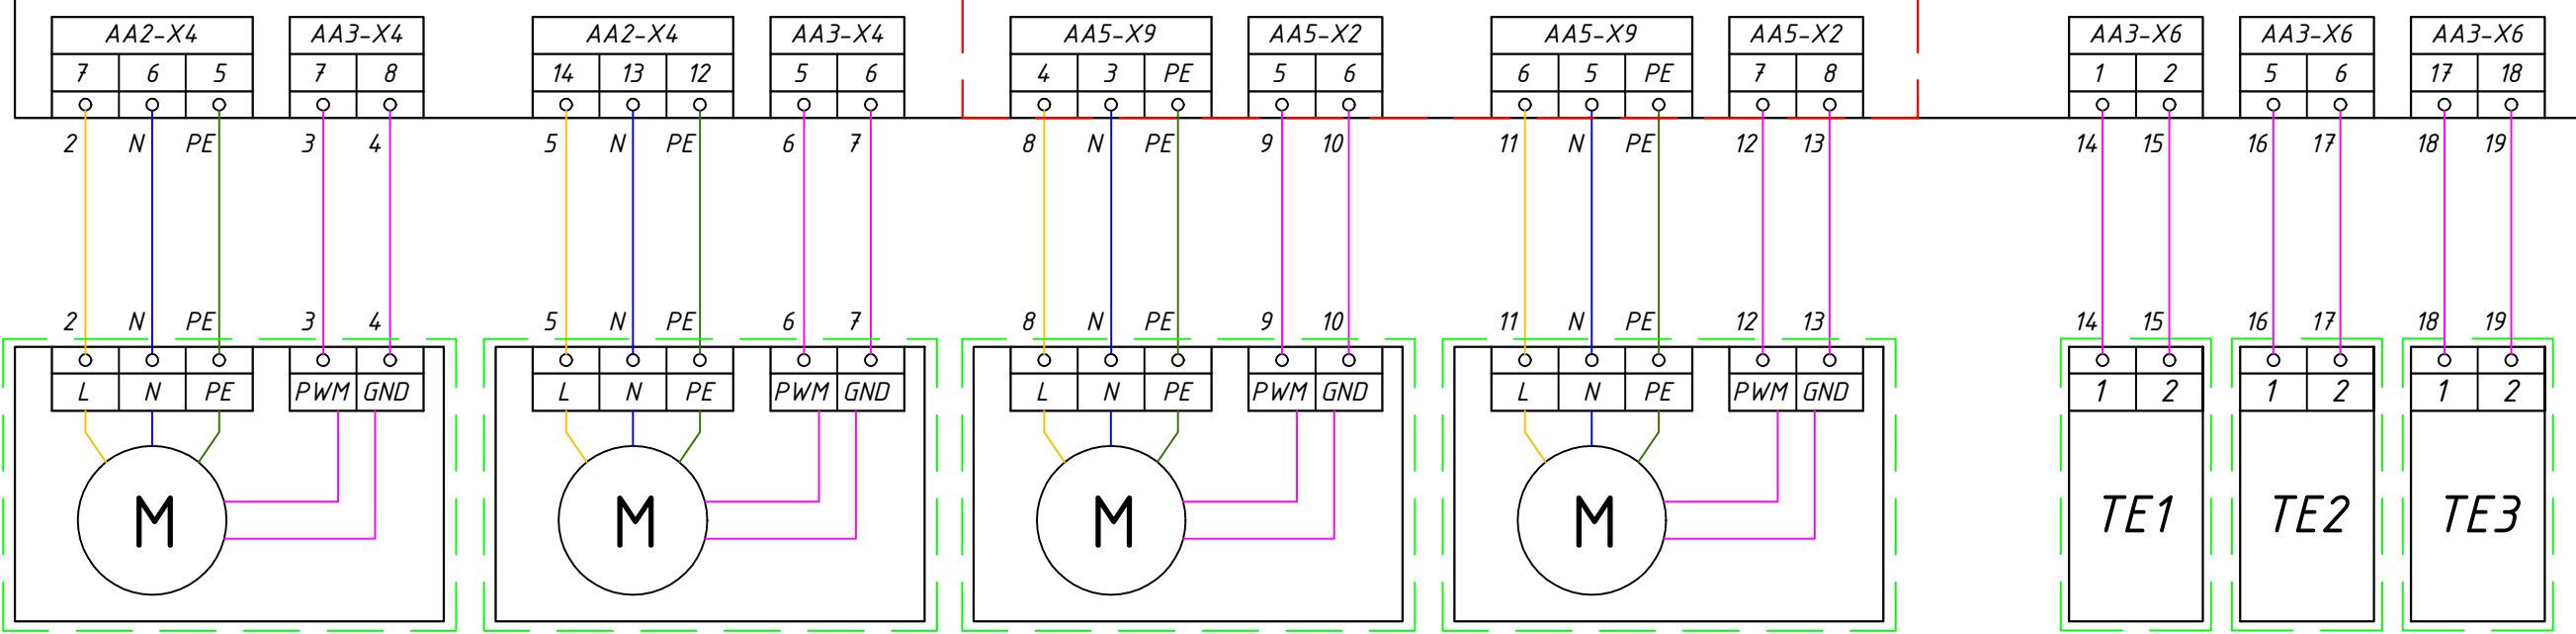 AA2-X4 AA3-X4 AA2-X4 AA3-X4 AA5-X9 AA5-X2 AA5-X9 AA5-X2 AA3-X6 AA3-X6 AA3-X6
7 6 5 7 8 14 13 12 5 6 4 3 PE 5 6 6 5 PE 7 8 1 2 5 6 17 18
2 N PE 3 4 5 N PE 6 7 8 N PE 9 10 11 N PE 12 13 14 15 16 17 18 19
2 N PE 3 4 5 N PE 6 7 8 N PE 9 10 11 N PE 12 13 14 15 16 17 18 19
L N PE PWM GND L N PE PWM GND L N PE PWM GND L N PE PWM GND 1 2 1 2 1 2
M M M M TE1 TE2 TE3